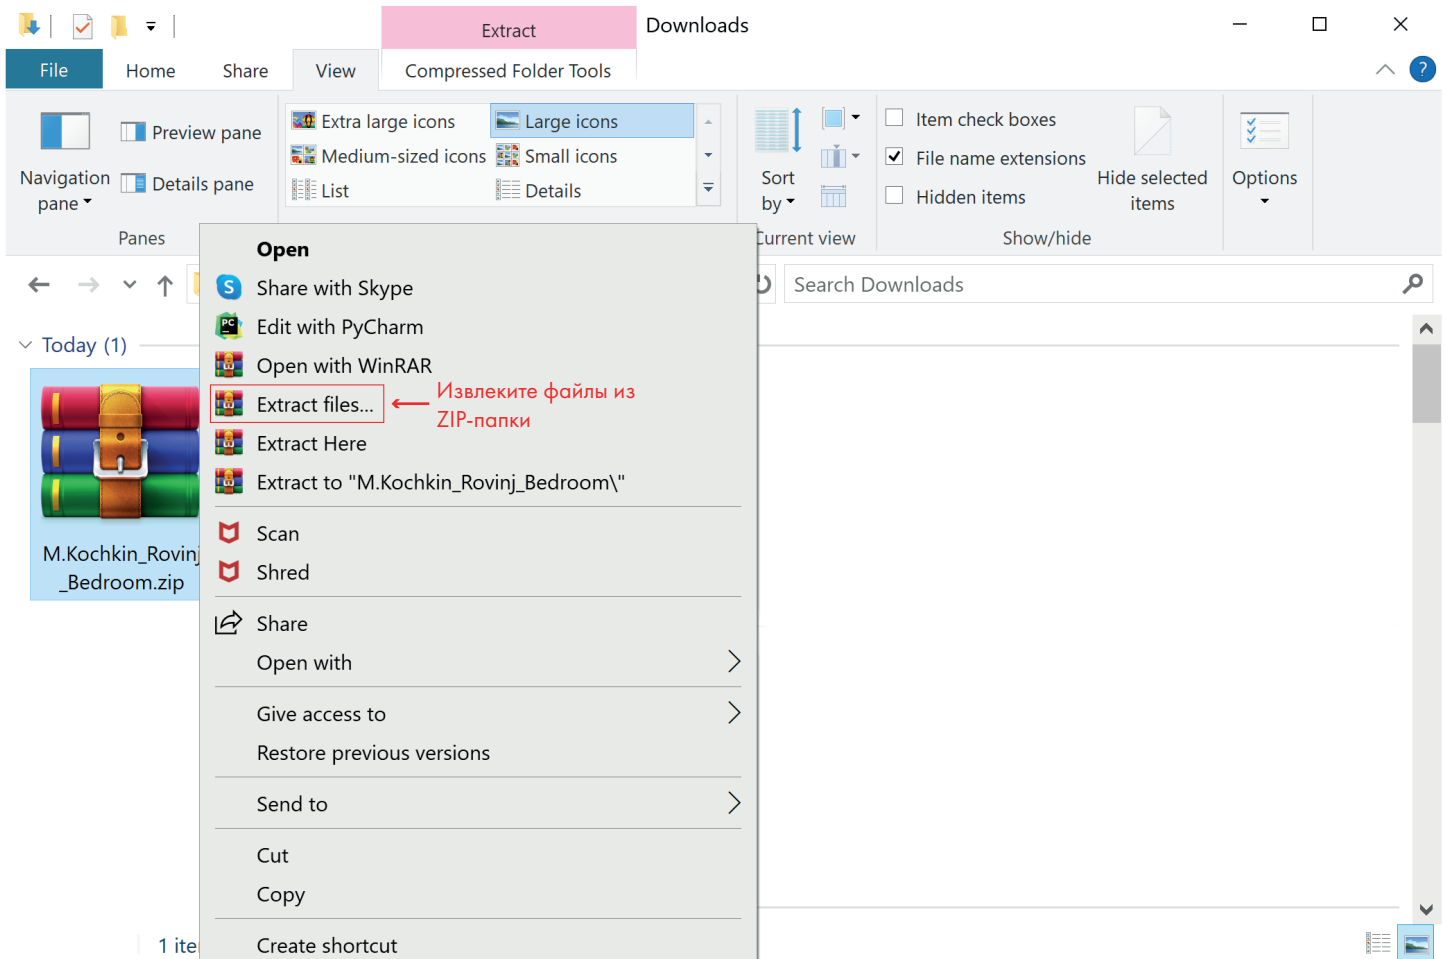 Extract
Downloads
File
Home
Share
View
Compressed Folder Tools
?
Navigation
pane
Preview pane
Details pane
Panes
Extra large icons
Large icons
Medium-sized icons
Small icons
List
Details
Sort
by
Current view
Item check boxes
File name extensions
Hidden items
Hide selected
items
Show/hide
Options
Search Downloads
Today (1)
M.Kochkin_Rovinj
_Bedroom.zip
Open
S
Share with Skype
PC
Edit with PyCharm
Open with WinRAR
Extract files...
Извлеките файлы из
ZIP-папки
Extract Here
Extract to "M.Kochkin_Rovinj_Bedroom\"
Scan
Shred
Share
Open with
Give access to
Restore previous versions
Send to
Cut
Copy
Create shortcut
1 ite